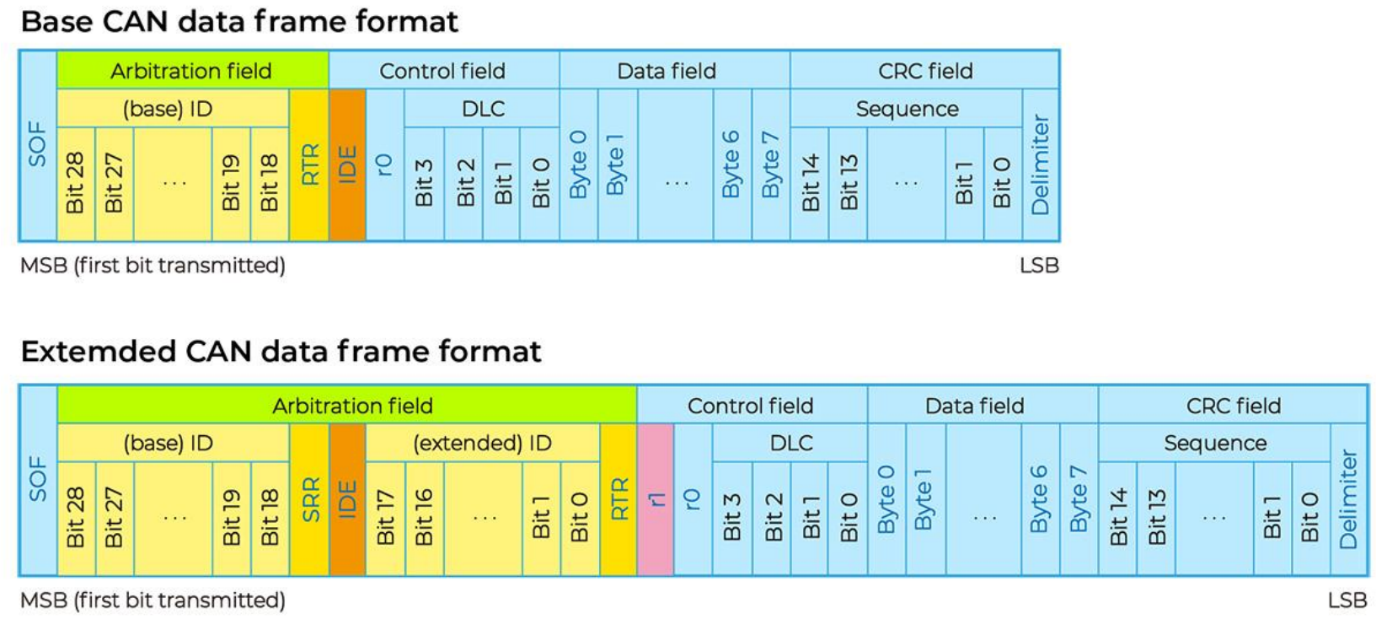 Base CAN data frame format
SOF Arbitration field Control field Data field CRC field
(base) ID RTR IDE r0 DLC Byte 0 Byte 1 ... Byte 6 Byte 7 Sequence Delimiter
Bit 28 Bit 27 ... Bit 19 Bit 18 Bit 3 Bit 2 Bit 1 Bit 0 Bit 14 Bit 13 ... Bit 1 Bit 0
MSB (first bit transmitted) LSB
Extemded CAN data frame format
SOF Arbitration field Control field Data field CRC field
(base) ID SRR IDE (extended) ID RTR r1 r0 DLC Byte 0 Byte 1 ... Byte 6 Byte 7 Sequence Delimiter
Bit 28 Bit 27 ... Bit 19 Bit 18 Bit 17 Bit 16 ... Bit 1 Bit 0 Bit 3 Bit 2 Bit 1 Bit 0 Bit 14 Bit 13 ... Bit 1 Bit 0
MSB (first bit transmitted) LSB